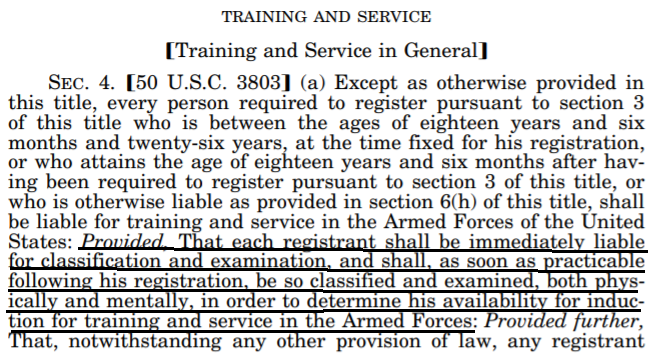 TRAINING AND SERVICE
[Training and Service in General]
SEC. 4. [50 U.S.C. 3803] (a) Except as otherwise provided in
this title, every person required to register pursuant to section 3
of this title who is between the ages of eighteen years and six
months and twenty-six years, at the time fixed for his registration,
or who attains the age of eighteen years and six months after hav-
ing been required to register pursuant to section 3 of this title, or
who is otherwise liable as provided in section 6(h) of this title, shall
be liable for training and service in the Armed Forces of the United
States: Provided, That each registrant shall be immediately liable
for classification and examination, and shall, as soon as practicable
following his registration, be so classified and examined, both phys-
ically and mentally, in order to determine his availability for induc-
tion for training and service in the Armed Forces: Provided further,
That, notwithstanding any other provision of law, any registrant